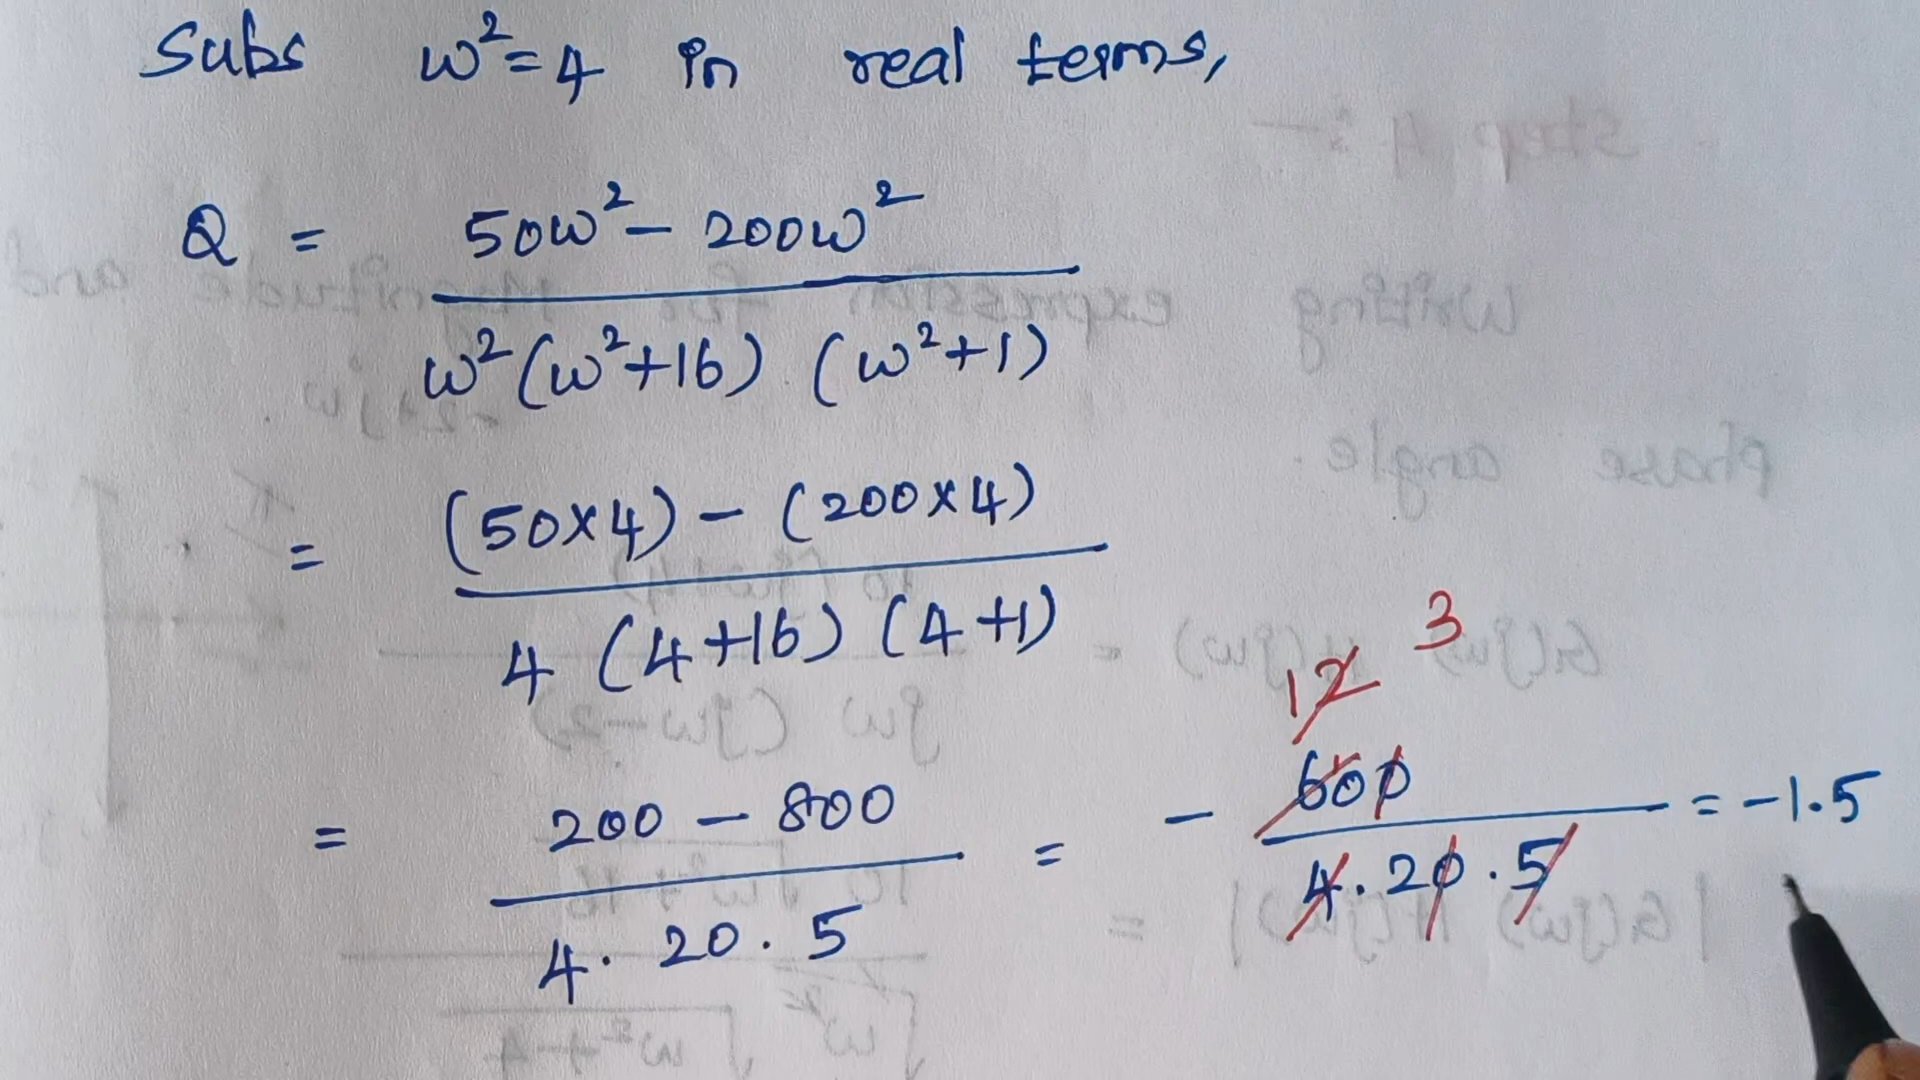 Subs ω²=4 in real terms,
Q = 50ω² - 200ω² / ω²(ω²+16) (ω²+1)
= (50×4) - (200×4) / 4 (4+16) (4+1)
3
12
= 200 - 800 / 4 . 20 . 5 = - 600 / 4 . 20 . 5 = -1.5